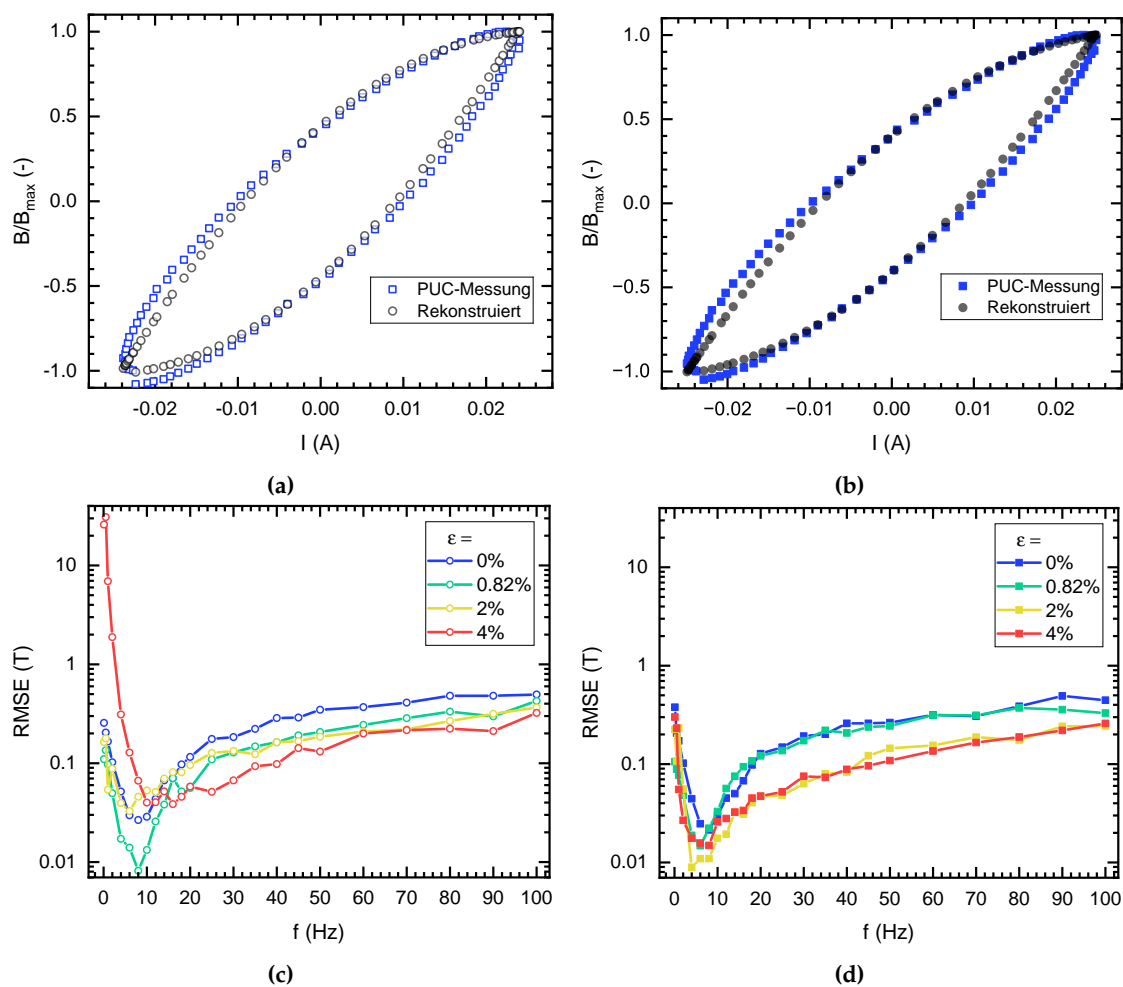 1.0
0.5
0.0
-0.5
-1.0
B/Bmax (-)
PUC-Messung
Rekonstruiert
-0.02
-0.01
0.00
0.01
0.02
I (A)
(a)
1.0
0.5
0.0
−0.5
−1.0
B/Bmax (-)
PUC-Messung
Rekonstruiert
−0.02
−0.01
0.00
0.01
0.02
I (A)
(b)
10
1
0.1
0.01
RMSE (T)
ε =
0%
0.82%
2%
4%
0 10 20 30 40 50 60 70 80 90 100
f (Hz)
(c)
10
1
0.1
0.01
RMSE (T)
ε =
0%
0.82%
2%
4%
0 10 20 30 40 50 60 70 80 90 100
f (Hz)
(d)